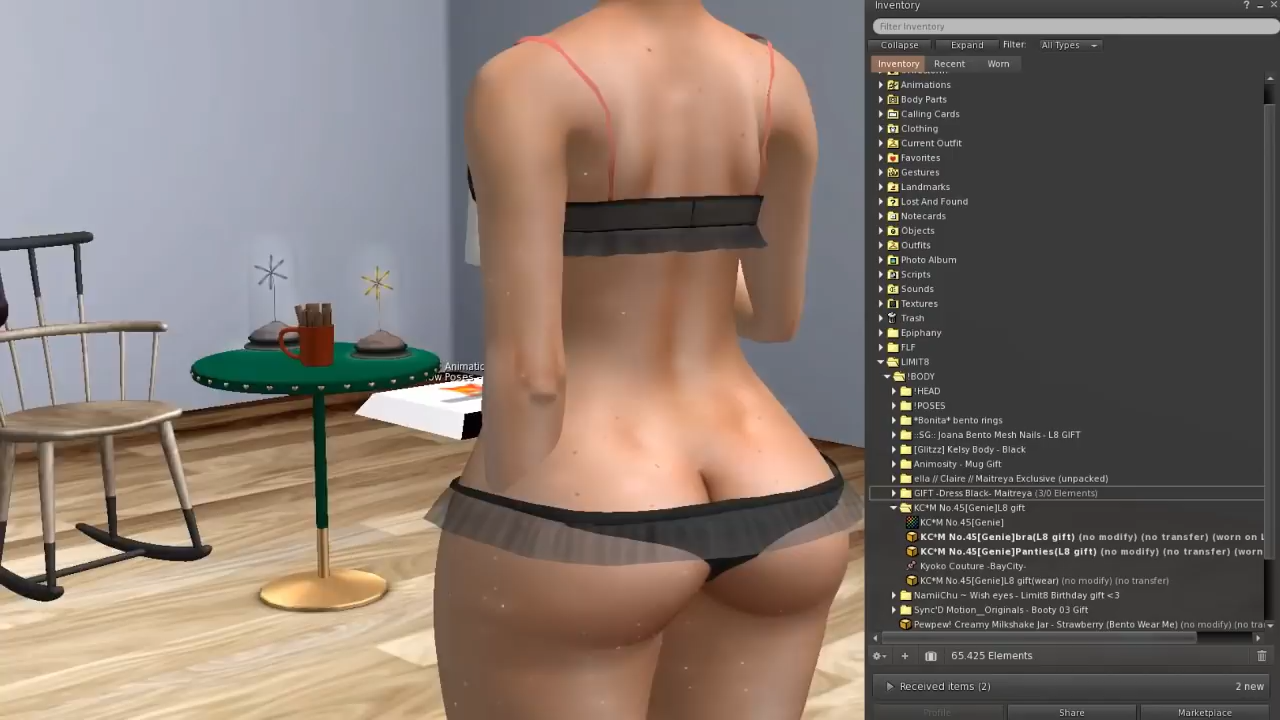 Inventory
Filter Inventory
Collapse Expand Filter: All Types
Inventory Recent Worn
Animations
Body Parts
Calling Cards
Clothing
Current Outfit
Favorites
Gestures
Landmarks
Lost And Found
Notecards
Objects
Outfits
Photo Album
Scripts
Sounds
Textures
Trash
Epiphany
FLF
LIMIT8
!BODY
!HEAD
!POSES
*Bonita* bento rings
::SG:: Joana Bento Mesh Nails - L8 GIFT
[Glitzz] Kelsy Body - Black
Animosity - Mug Gift
ella // Claire // Maitreya Exclusive (unpacked)
GIFT -Dress Black- Maitreya (3/0 Elements)
KC*M No.45[Genie]L8 gift
KC*M No.45[Genie]
KC*M No.45[Genie]bra(L8 gift) (no modify) (no transfer) (worn on
KC*M No.45[Genie]Panties(L8 gift) (no modify) (no transfer) (worn
Kyoko Couture -BayCity-
KC*M No.45[Genie]L8 gift(wear) (no modify) (no transfer)
NamiiChu ~ Wish eyes - Limit8 Birthday gift <3
Sync'D Motion__Originals - Booty 03 Gift
Pewpew! Creamy Milkshake Jar - Strawberry (Bento Wear Me) (no modify) (no tra
65.425 Elements
Received items (2) 2 new
Profile Share Marketplace
Animatic
ow Poses